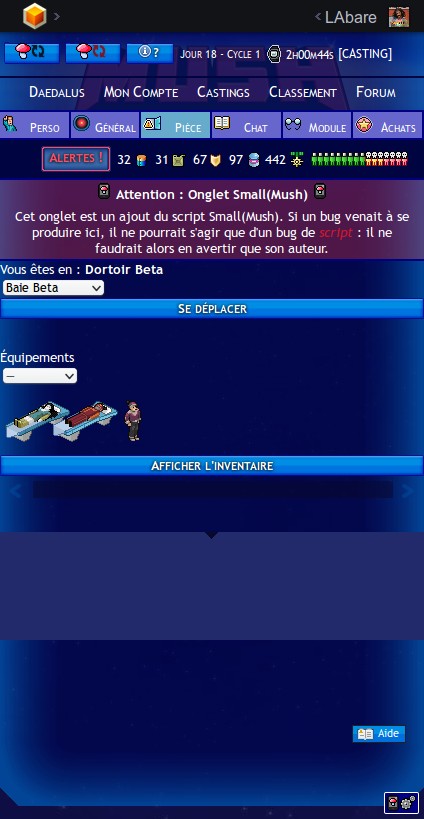 LAbare
? Jour 18 - Cycle 1 2h00m44s [CASTING]
Daedalus Mon Compte Castings Classement Forum
Perso Général Pièce Chat Module Achats
ALERTES ! 32 31 67 97 442
Attention : Onglet Small(Mush)
Cet onglet est un ajout du script Small(Mush). Si un bug venait à se
produire ici, il ne pourrait s'agir que d'un bug de script : il ne
faudrait alors en avertir que son auteur.
Vous êtes en : Dortoir Beta
Baie Beta
Se déplacer
Équipements
—
Afficher l'inventaire
Aide